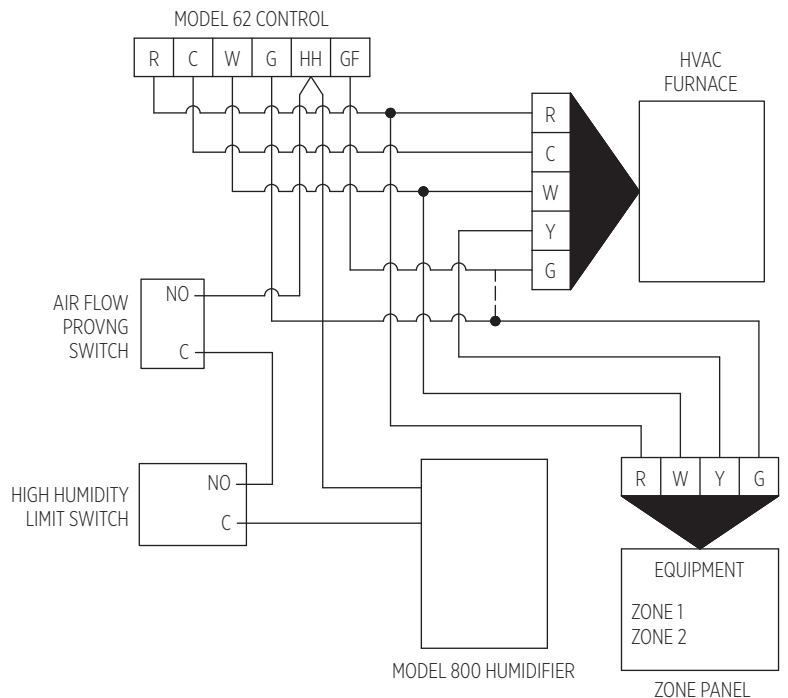 MODEL 62 CONTROL
R C W G HH GF
HVAC
FURNACE
R
C
W
Y
G
AIR FLOW
PROVNG
SWITCH
NO
C
HIGH HUMIDITY
LIMIT SWITCH
NO
C
MODEL 800 HUMIDIFIER
R W Y G
EQUIPMENT
ZONE 1
ZONE 2
ZONE PANEL